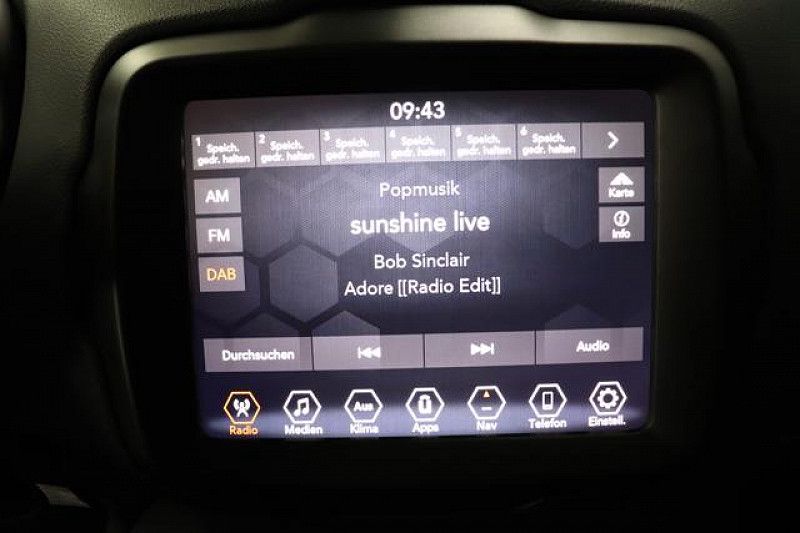 09:43
1 Speich. gedr. halten
2 Speich. gedr. halten
3 Speich. gedr. halten
4 Speich. gedr. halten
5 Speich. gedr. halten
6 Speich. gedr. halten
AM
Popmusik
Karte
sunshine live
FM
Info
Bob Sinclair
DAB
Adore [[Radio Edit]]
Durchsuchen
Audio
Radio
Medien
Aus
Klima
Apps
Nav
Telefon
Einstell.